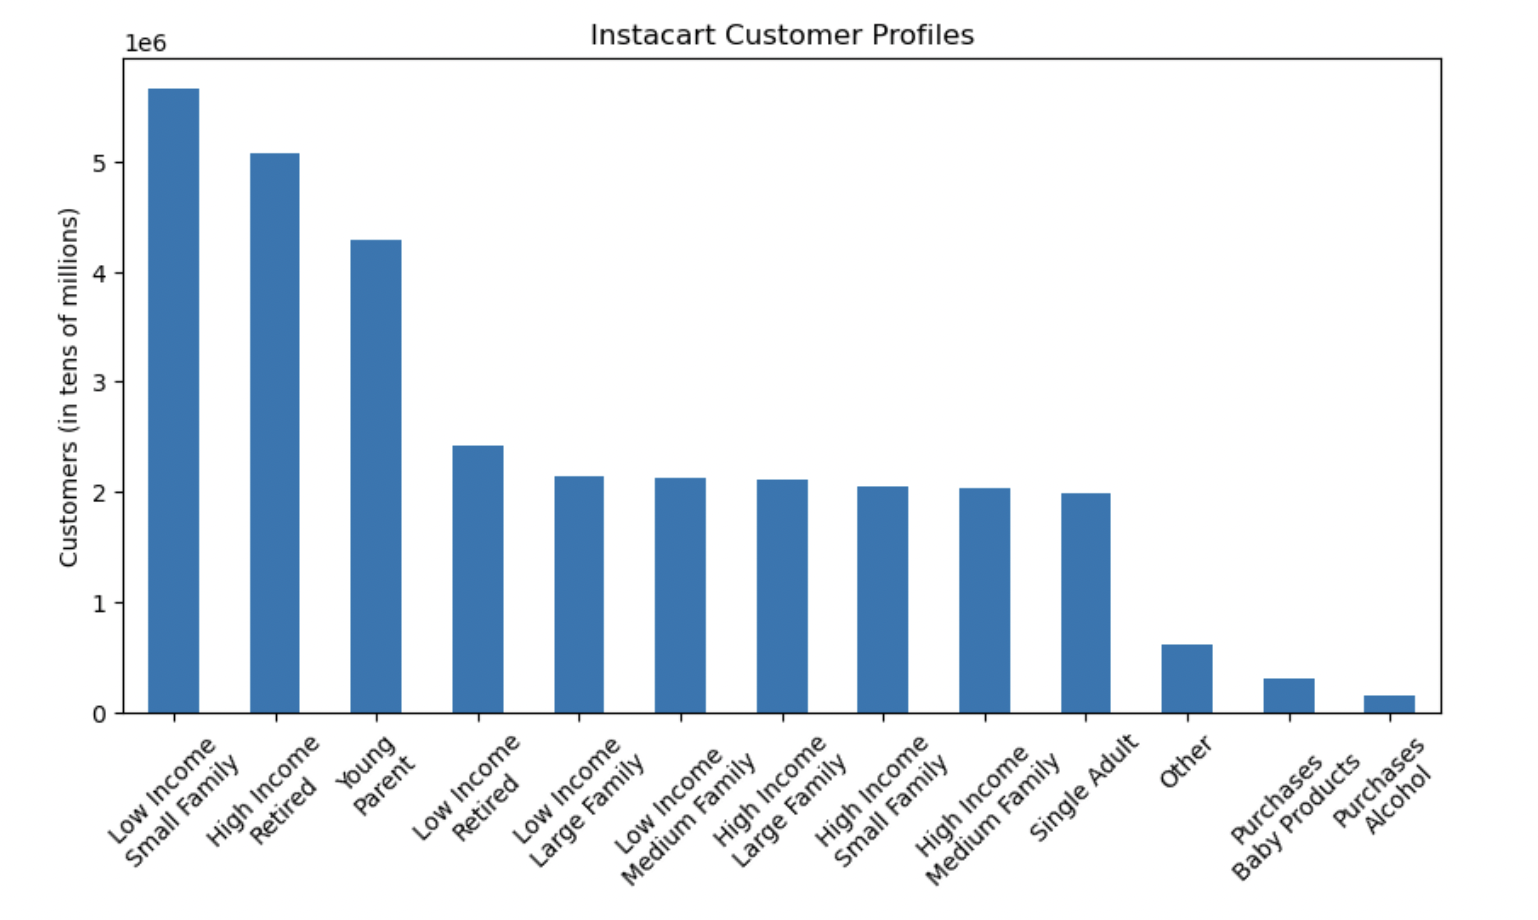 Instacart Customer Profiles
1e6
Customers (in tens of millions)
5
4
3
2
1
0
Low Income
Small Family
High Income
Retired
Young
Parent
Low Income
Retired
Low Income
Large Family
Low Income
Medium Family
High Income
Large Family
High Income
Small Family
High Income
Medium Family
Single Adult
Other
Purchases
Baby Products
Purchases
Alcohol